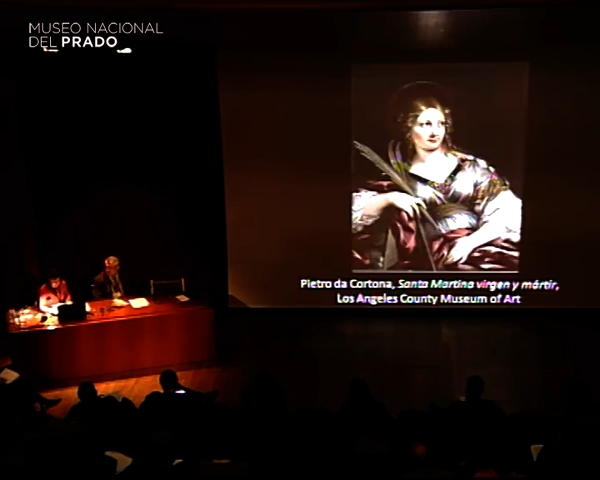 MUSEO NACIONAL
DEL PRADO
Pietro da Cortona, Santa Martina virgen y mártir,
Los Angeles County Museum of Art